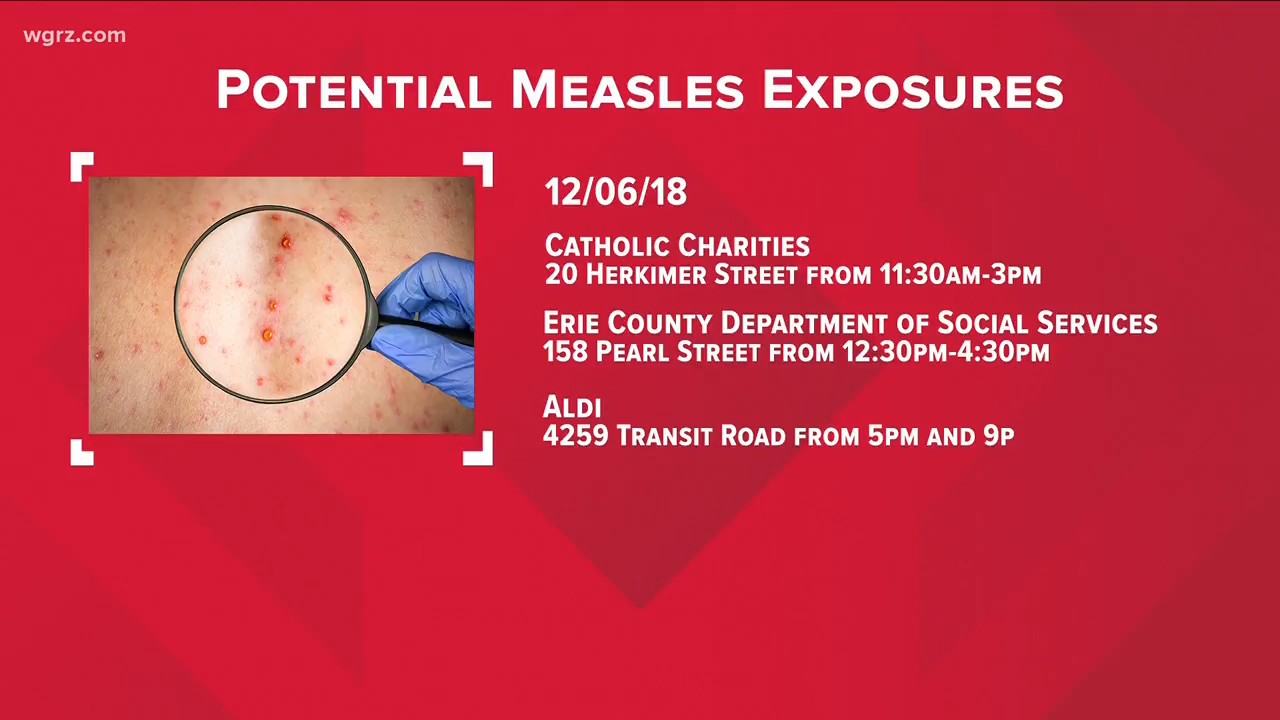 wgrz.com
POTENTIAL MEASLES EXPOSURES
12/06/18
CATHOLIC CHARITIES
20 HERKIMER STREET FROM 11:30AM-3PM
ERIE COUNTY DEPARTMENT OF SOCIAL SERVICES
158 PEARL STREET FROM 12:30PM-4:30PM
ALDI
4259 TRANSIT ROAD FROM 5PM AND 9P